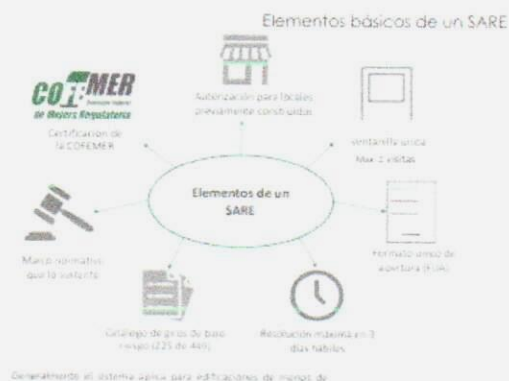 Elementos básicos de un SARE
COFEMER
Comisión Federal
de Mejora Regulatoria
Certificación de
la COFEMER
Autorización para locales
previamente construidos
Ventanilla única
Max 2 visitas
Elementos de un
SARE
Marco normativo
que lo sustente
Formato único de
apertura (FUA)
Catálogo de giros de bajo
riesgo (225 de 449)
Resolución máxima en 3
días hábiles
Generalmente el sistema aplica para edificaciones de menos de